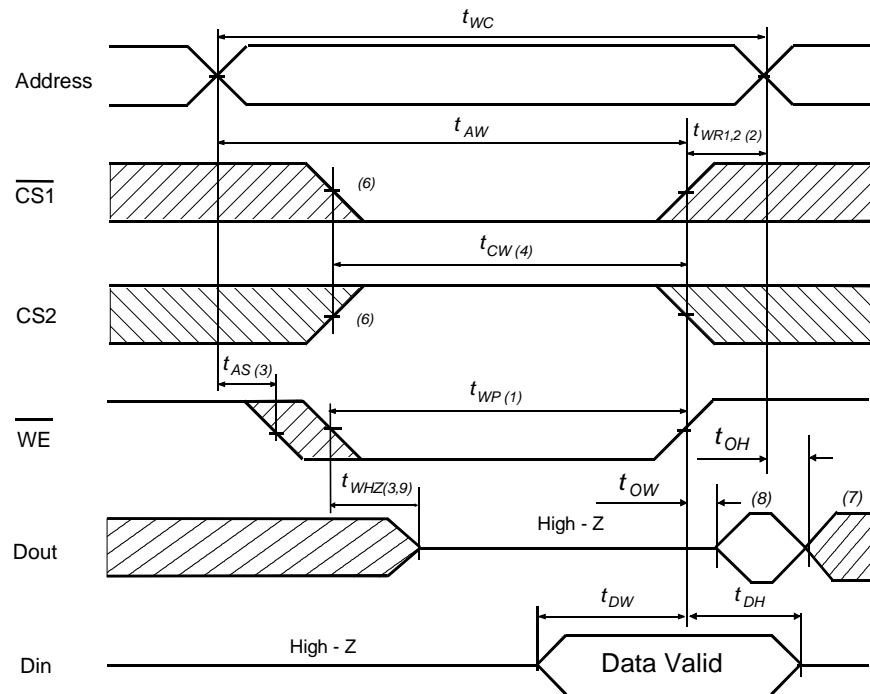 tWC
Address
tAW
tWR1,2 (2)
CS1
(6)
tCW (4)
CS2
(6)
tAS (3)
tWP (1)
WE
tOH
tWHZ(3,9)
tOW
(8)
(7)
High - Z
Dout
tDW
tDH
High - Z
Data Valid
Din